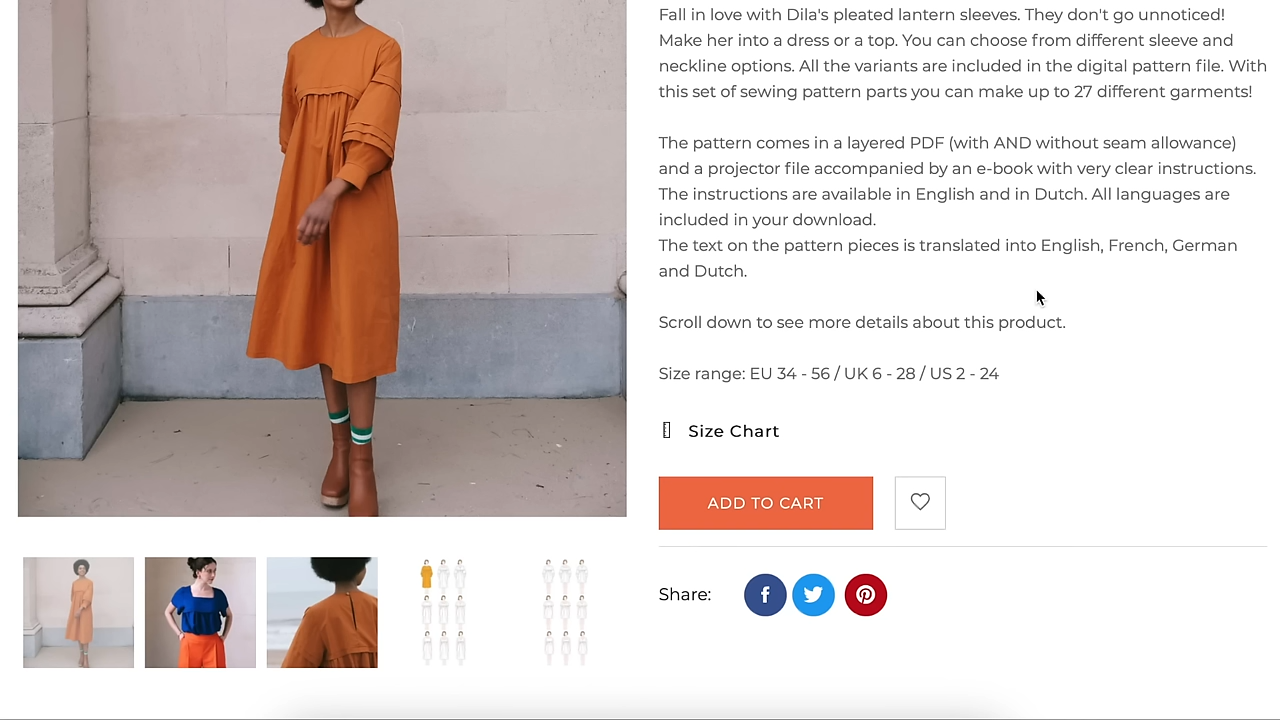 Fall in love with Dila's pleated lantern sleeves. They don't go unnoticed!
Make her into a dress or a top. You can choose from different sleeve and
neckline options. All the variants are included in the digital pattern file. With
this set of sewing pattern parts you can make up to 27 different garments!
The pattern comes in a layered PDF (with AND without seam allowance)
and a projector file accompanied by an e-book with very clear instructions.
The instructions are available in English and in Dutch. All languages are
included in your download.
The text on the pattern pieces is translated into English, French, German
and Dutch.
Scroll down to see more details about this product.
Size range: EU 34 - 56 / UK 6 - 28 / US 2 - 24
Size Chart
ADD TO CART
Share: